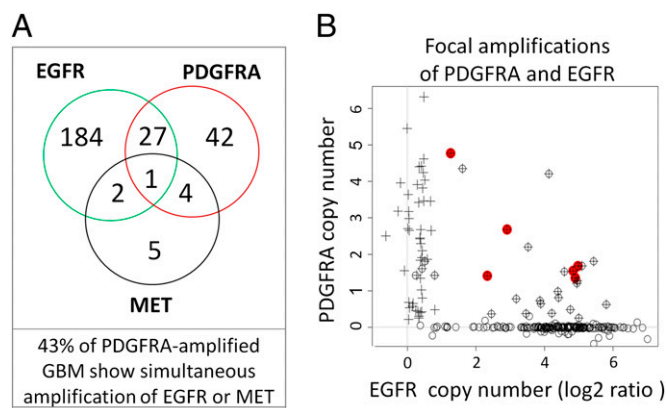 A
EGFR
PDGFRA
184
27
42
1
2
4
5
MET
43% of PDGFRA-amplified
GBM show simultaneous
amplification of EGFR or MET
B
Focal amplifications
of PDGFRA and EGFR
PDGFRA copy number
6
5
4
3
2
1
0
0
2
4
6
EGFR copy number (log2 ratio )